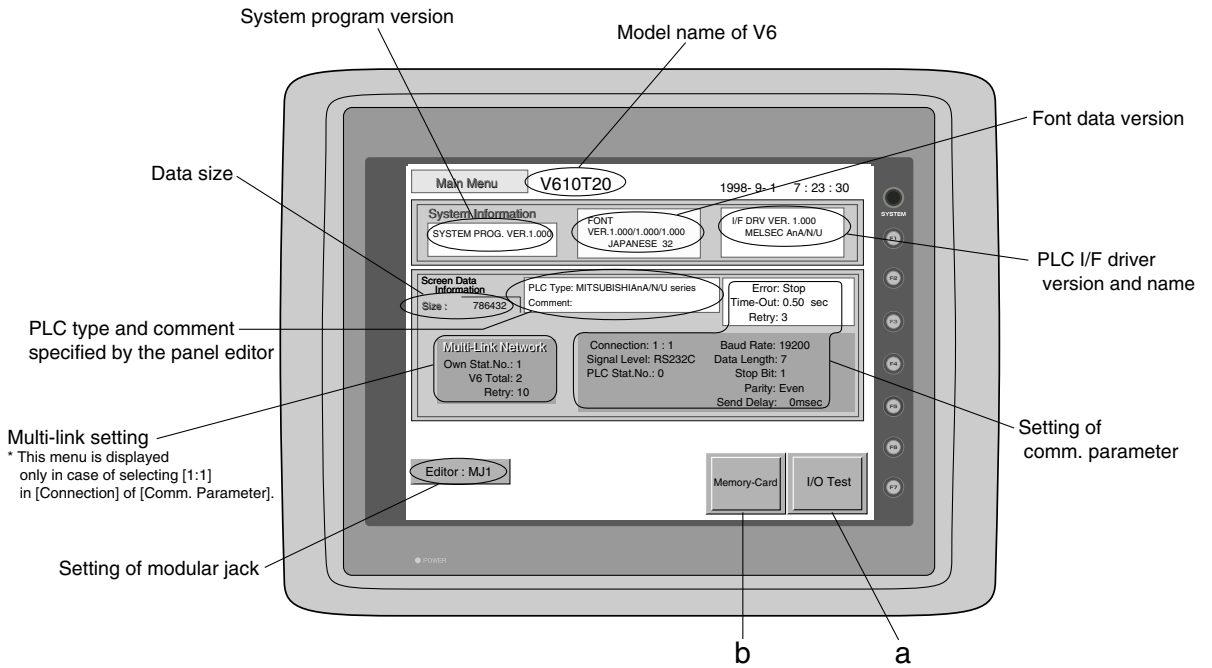 System program version
Model name of V6
Font data version
Data size
Main Menu
V610T20
1998- 9- 1 7 : 23 : 30
SYSTEM
System Information
SYSTEM PROG. VER.1.000
FONT
VER.1.000/1.000/1.000
JAPANESE 32
I/F DRV VER. 1.000
MELSEC AnA/N/U
F1
PLC I/F driver
version and name
F2
Screen Data
Information
Size : 786432
PLC Type: MITSUBISHIAnA/N/U series
Comment:
Error: Stop
Time-Out: 0.50 sec
Retry: 3
F3
PLC type and comment
specified by the panel editor
Multi-Link Network
Own Stat.No.: 1
V6 Total: 2
Retry: 10
Connection: 1 : 1
Signal Level: RS232C
PLC Stat.No.: 0
Baud Rate: 19200
Data Length: 7
Stop Bit: 1
Parity: Even
Send Delay: 0msec
F4
F5
Multi-link setting
* This menu is displayed
only in case of selecting [1:1]
in [Connection] of [Comm. Parameter].
Setting of
comm. parameter
F6
Editor : MJ1
Memory-Card
I/O Test
F7
Setting of modular jack
POWER
b
a